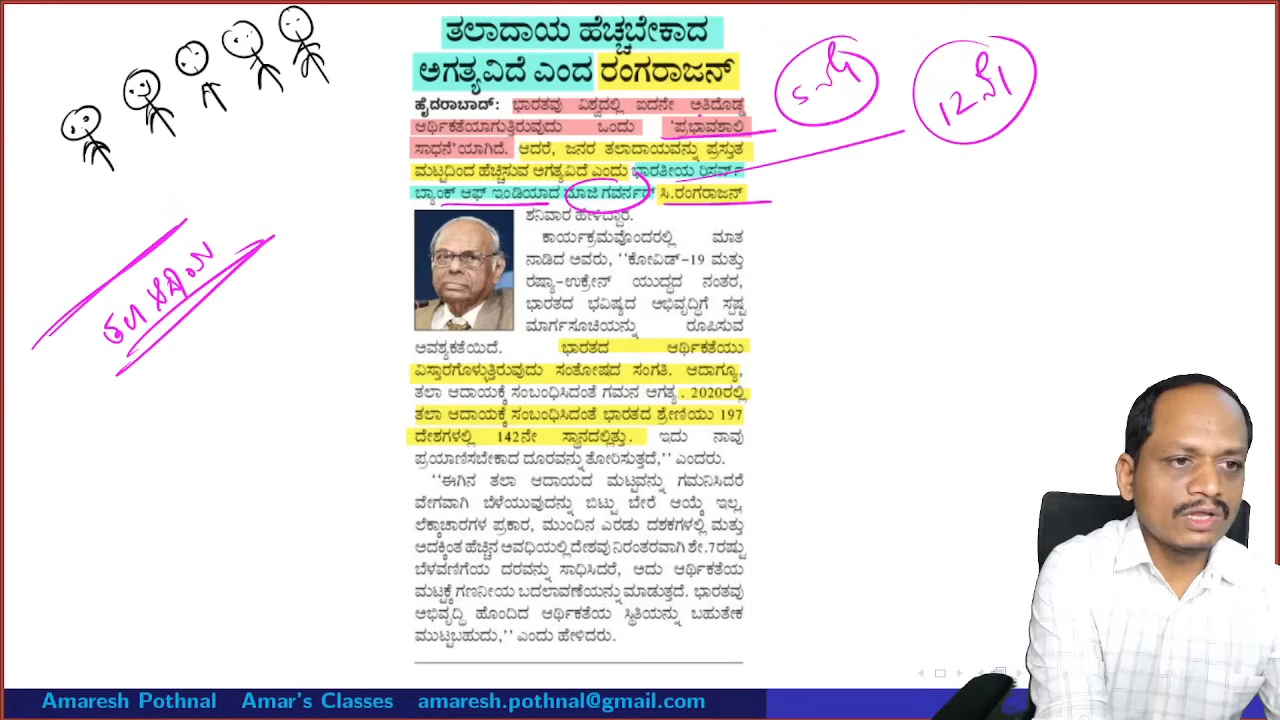 ತಲಾದಾಯ ಹೆಚ್ಚಬೇಕಾದ
ಅಗತ್ಯವಿದೆ ಎಂದ ರಂಗರಾಜನ್
ಹೈದರಾಬಾದ್: ಭಾರತವು ವಿಶ್ವದಲ್ಲಿ ಐದನೇ ಅತಿದೊಡ್ಡ
ಆರ್ಥಿಕತೆಯಾಗುತ್ತಿರುವುದು ಒಂದು 'ಪ್ರಭಾವಶಾಲಿ
ಸಾಧನೆ'ಯಾಗಿದೆ. ಆದರೆ, ಜನರ ತಲಾದಾಯವನ್ನು ಪ್ರಸ್ತುತ
ಮಟ್ಟದಿಂದ ಹೆಚ್ಚಿಸುವ ಅಗತ್ಯವಿದೆ ಎಂದು ಭಾರತೀಯ ರಿಸರ್ವ್
ಬ್ಯಾಂಕ್ ಆಫ್ ಇಂಡಿಯಾದ ಮಾಜಿ ಗವರ್ನರ್ ಸಿ.ರಂಗರಾಜನ್
ಶನಿವಾರ ಹೇಳಿದ್ದಾರೆ.
ಕಾರ್ಯಕ್ರಮವೊಂದರಲ್ಲಿ ಮಾತ
ನಾಡಿದ ಅವರು, ''ಕೋವಿಡ್-19 ಮತ್ತು
ರಷ್ಯಾ-ಉಕ್ರೇನ್ ಯುದ್ಧದ ನಂತರ,
ಭಾರತದ ಭವಿಷ್ಯದ ಅಭಿವೃದ್ಧಿಗೆ ಸ್ಪಷ್ಟ
ಮಾರ್ಗಸೂಚಿಯನ್ನು ರೂಪಿಸುವ
ಅವಶ್ಯಕತೆಯಿದೆ. ಭಾರತದ ಆರ್ಥಿಕತೆಯು
ವಿಸ್ತಾರಗೊಳ್ಳುತ್ತಿರುವುದು ಸಂತೋಷದ ಸಂಗತಿ. ಆದಾಗ್ಯೂ,
ತಲಾ ಆದಾಯಕ್ಕೆ ಸಂಬಂಧಿಸಿದಂತೆ ಗಮನ ಅಗತ್ಯ. 2020ರಲ್ಲಿ
ತಲಾ ಆದಾಯಕ್ಕೆ ಸಂಬಂಧಿಸಿದಂತೆ ಭಾರತದ ಶ್ರೇಣಿಯು 197
ದೇಶಗಳಲ್ಲಿ 142ನೇ ಸ್ಥಾನದಲ್ಲಿತ್ತು. ಇದು ನಾವು
ಪ್ರಯಾಣಿಸಬೇಕಾದ ದೂರವನ್ನು ತೋರಿಸುತ್ತದೆ,'' ಎಂದರು.
''ಈಗಿನ ತಲಾ ಆದಾಯದ ಮಟ್ಟವನ್ನು ಗಮನಿಸಿದರೆ
ವೇಗವಾಗಿ ಬೆಳೆಯುವುದನ್ನು ಬಿಟ್ಟು ಬೇರೆ ಆಯ್ಕೆ ಇಲ್ಲ.
ಲೆಕ್ಕಾಚಾರಗಳ ಪ್ರಕಾರ, ಮುಂದಿನ ಎರಡು ದಶಕಗಳಲ್ಲಿ ಮತ್ತು
ಅದಕ್ಕಿಂತ ಹೆಚ್ಚಿನ ಅವಧಿಯಲ್ಲಿ ದೇಶವು ನಿರಂತರವಾಗಿ ಶೇ.7ರಷ್ಟು
ಬೆಳವಣಿಗೆಯ ದರವನ್ನು ಸಾಧಿಸಿದರೆ, ಅದು ಆರ್ಥಿಕತೆಯ
ಮಟ್ಟಕ್ಕೆ ಗಣನೀಯ ಬದಲಾವಣೆಯನ್ನು ಮಾಡುತ್ತದೆ. ಭಾರತವು
ಅಭಿವೃದ್ಧಿ ಹೊಂದಿದ ಆರ್ಥಿಕತೆಯ ಸ್ಥಿತಿಯನ್ನು ಬಹುತೇಕ
ಮುಟ್ಟಬಹುದು,'' ಎಂದು ಹೇಳಿದರು.
Amaresh Pothnal Amar's Classes amaresh.pothnal@gmail.com